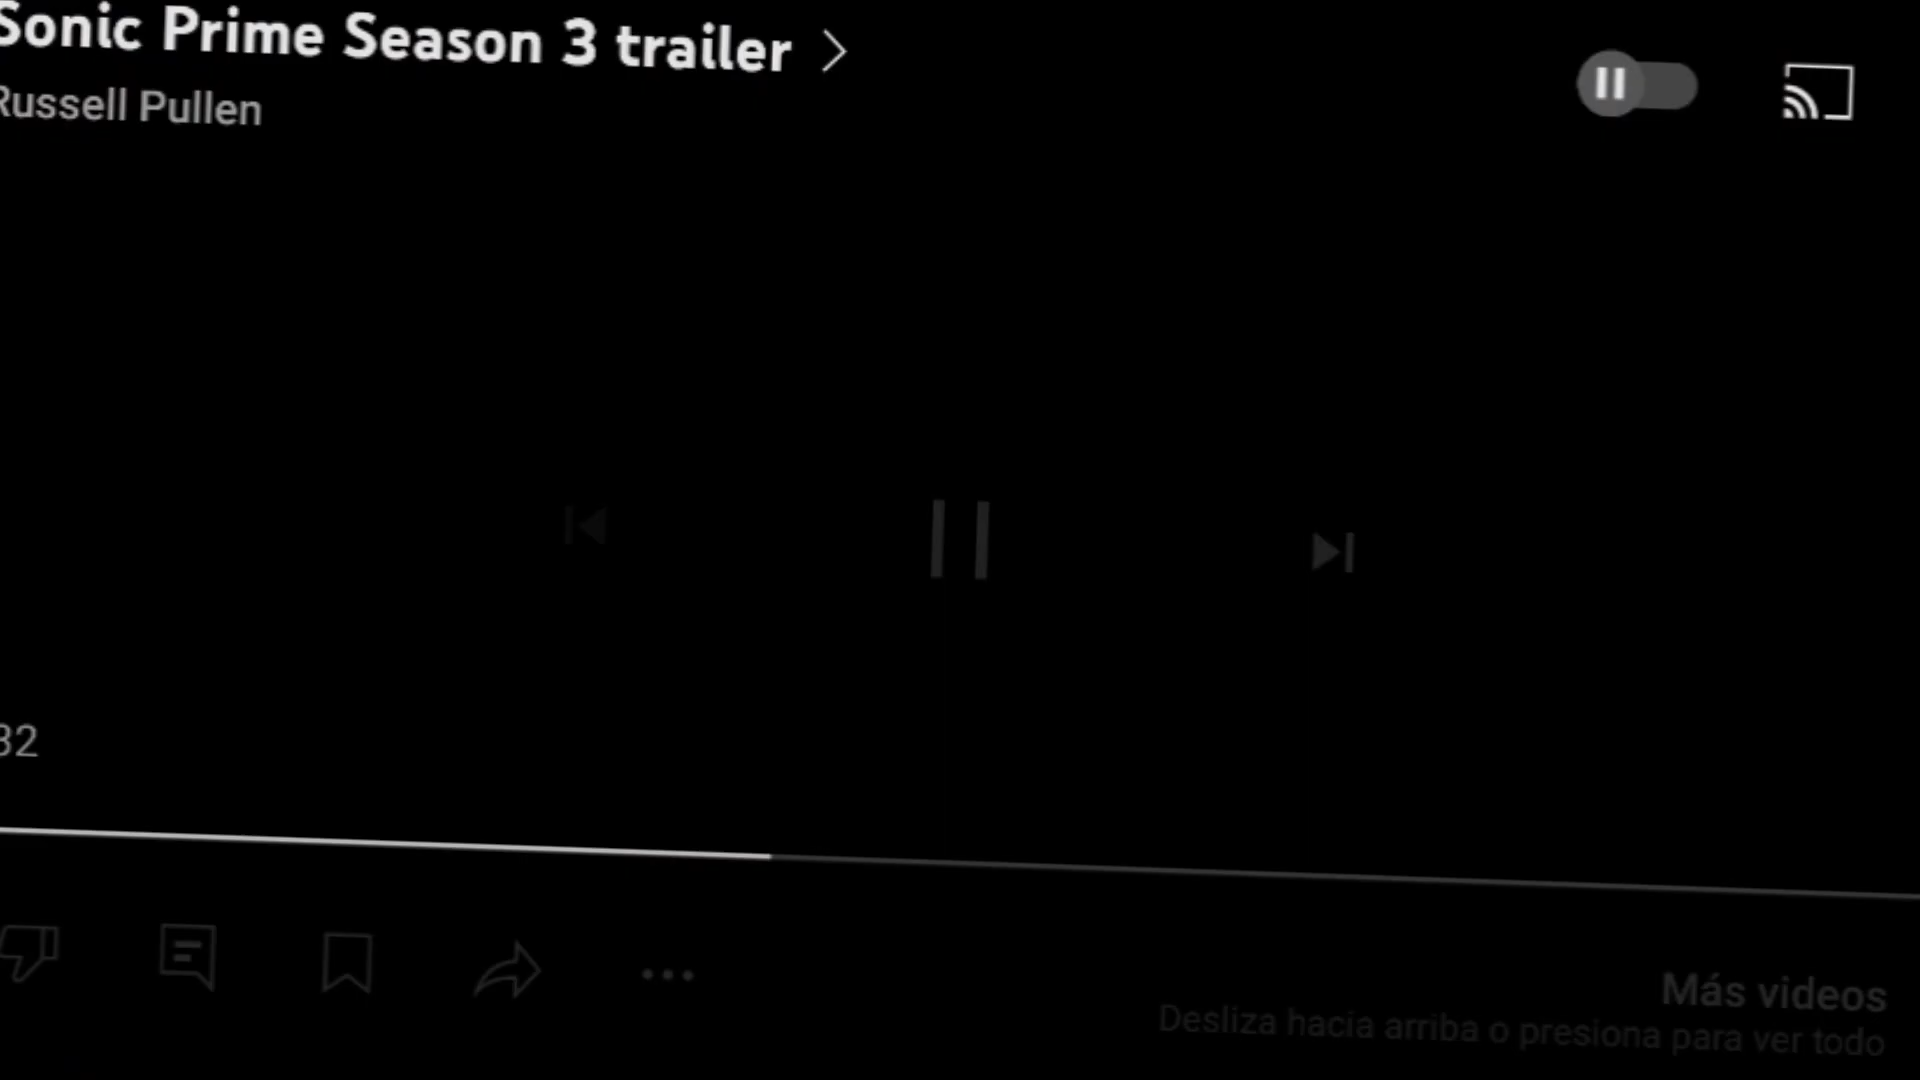 Sonic Prime Season 3 trailer
Russell Pullen
32
Más videos
Desliza hacia arriba o presiona para ver todo